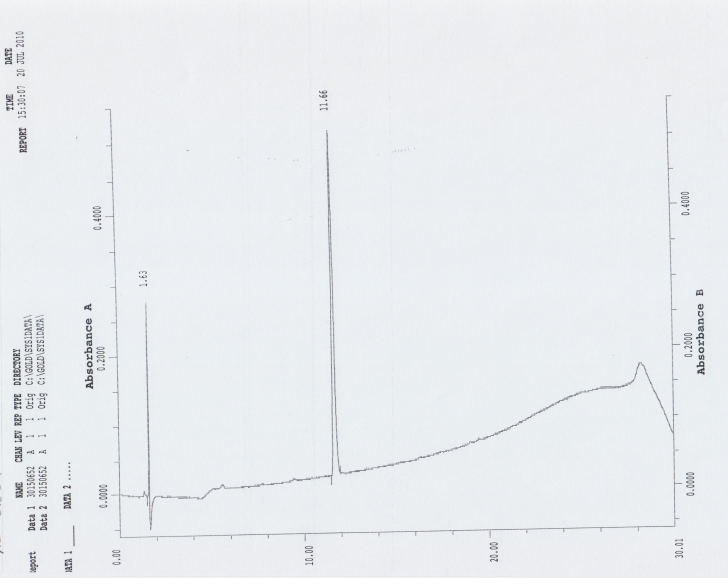 TIME DATE
REPORT 15:30:07 20 JUL 2010
NAME CHAN LEV REP TYPE DIRECTORY
Data 1 30150652 A 1 1 Orig C:\GOLD\SYS1DATA\
Data 2 30150652 A 1 1 Orig C:\GOLD\SYS1DATA\
DATA 1 ____ DATA 2 .....
Absorbance A
0.0000 0.2000 0.4000
1.63
11.66
0.00
10.00
20.00
30.01
0.0000 0.2000 0.4000
Absorbance B